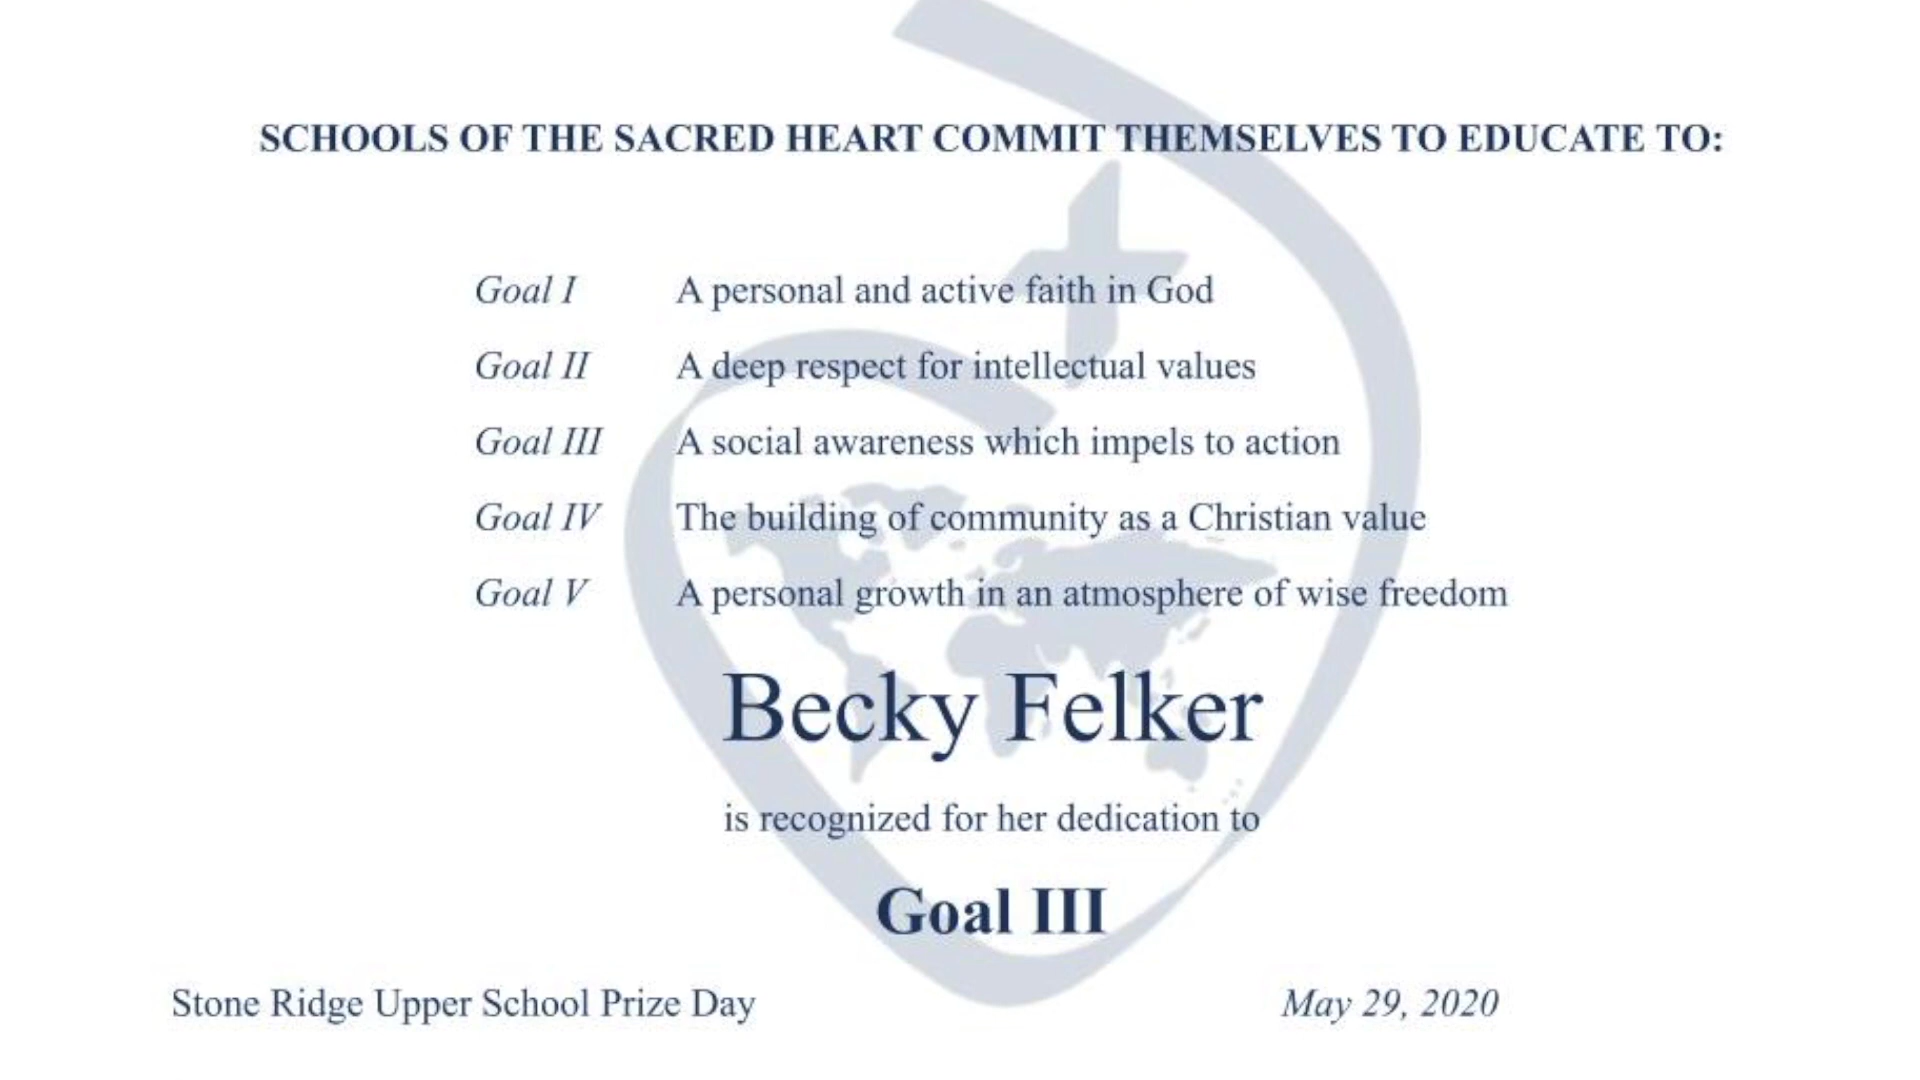 SCHOOLS OF THE SACRED HEART COMMIT THEMSELVES TO EDUCATE TO:
Goal I A personal and active faith in God
Goal II A deep respect for intellectual values
Goal III A social awareness which impels to action
Goal IV The building of community as a Christian value
Goal V A personal growth in an atmosphere of wise freedom
Becky Felker
is recognized for her dedication to
Goal III
Stone Ridge Upper School Prize Day May 29, 2020